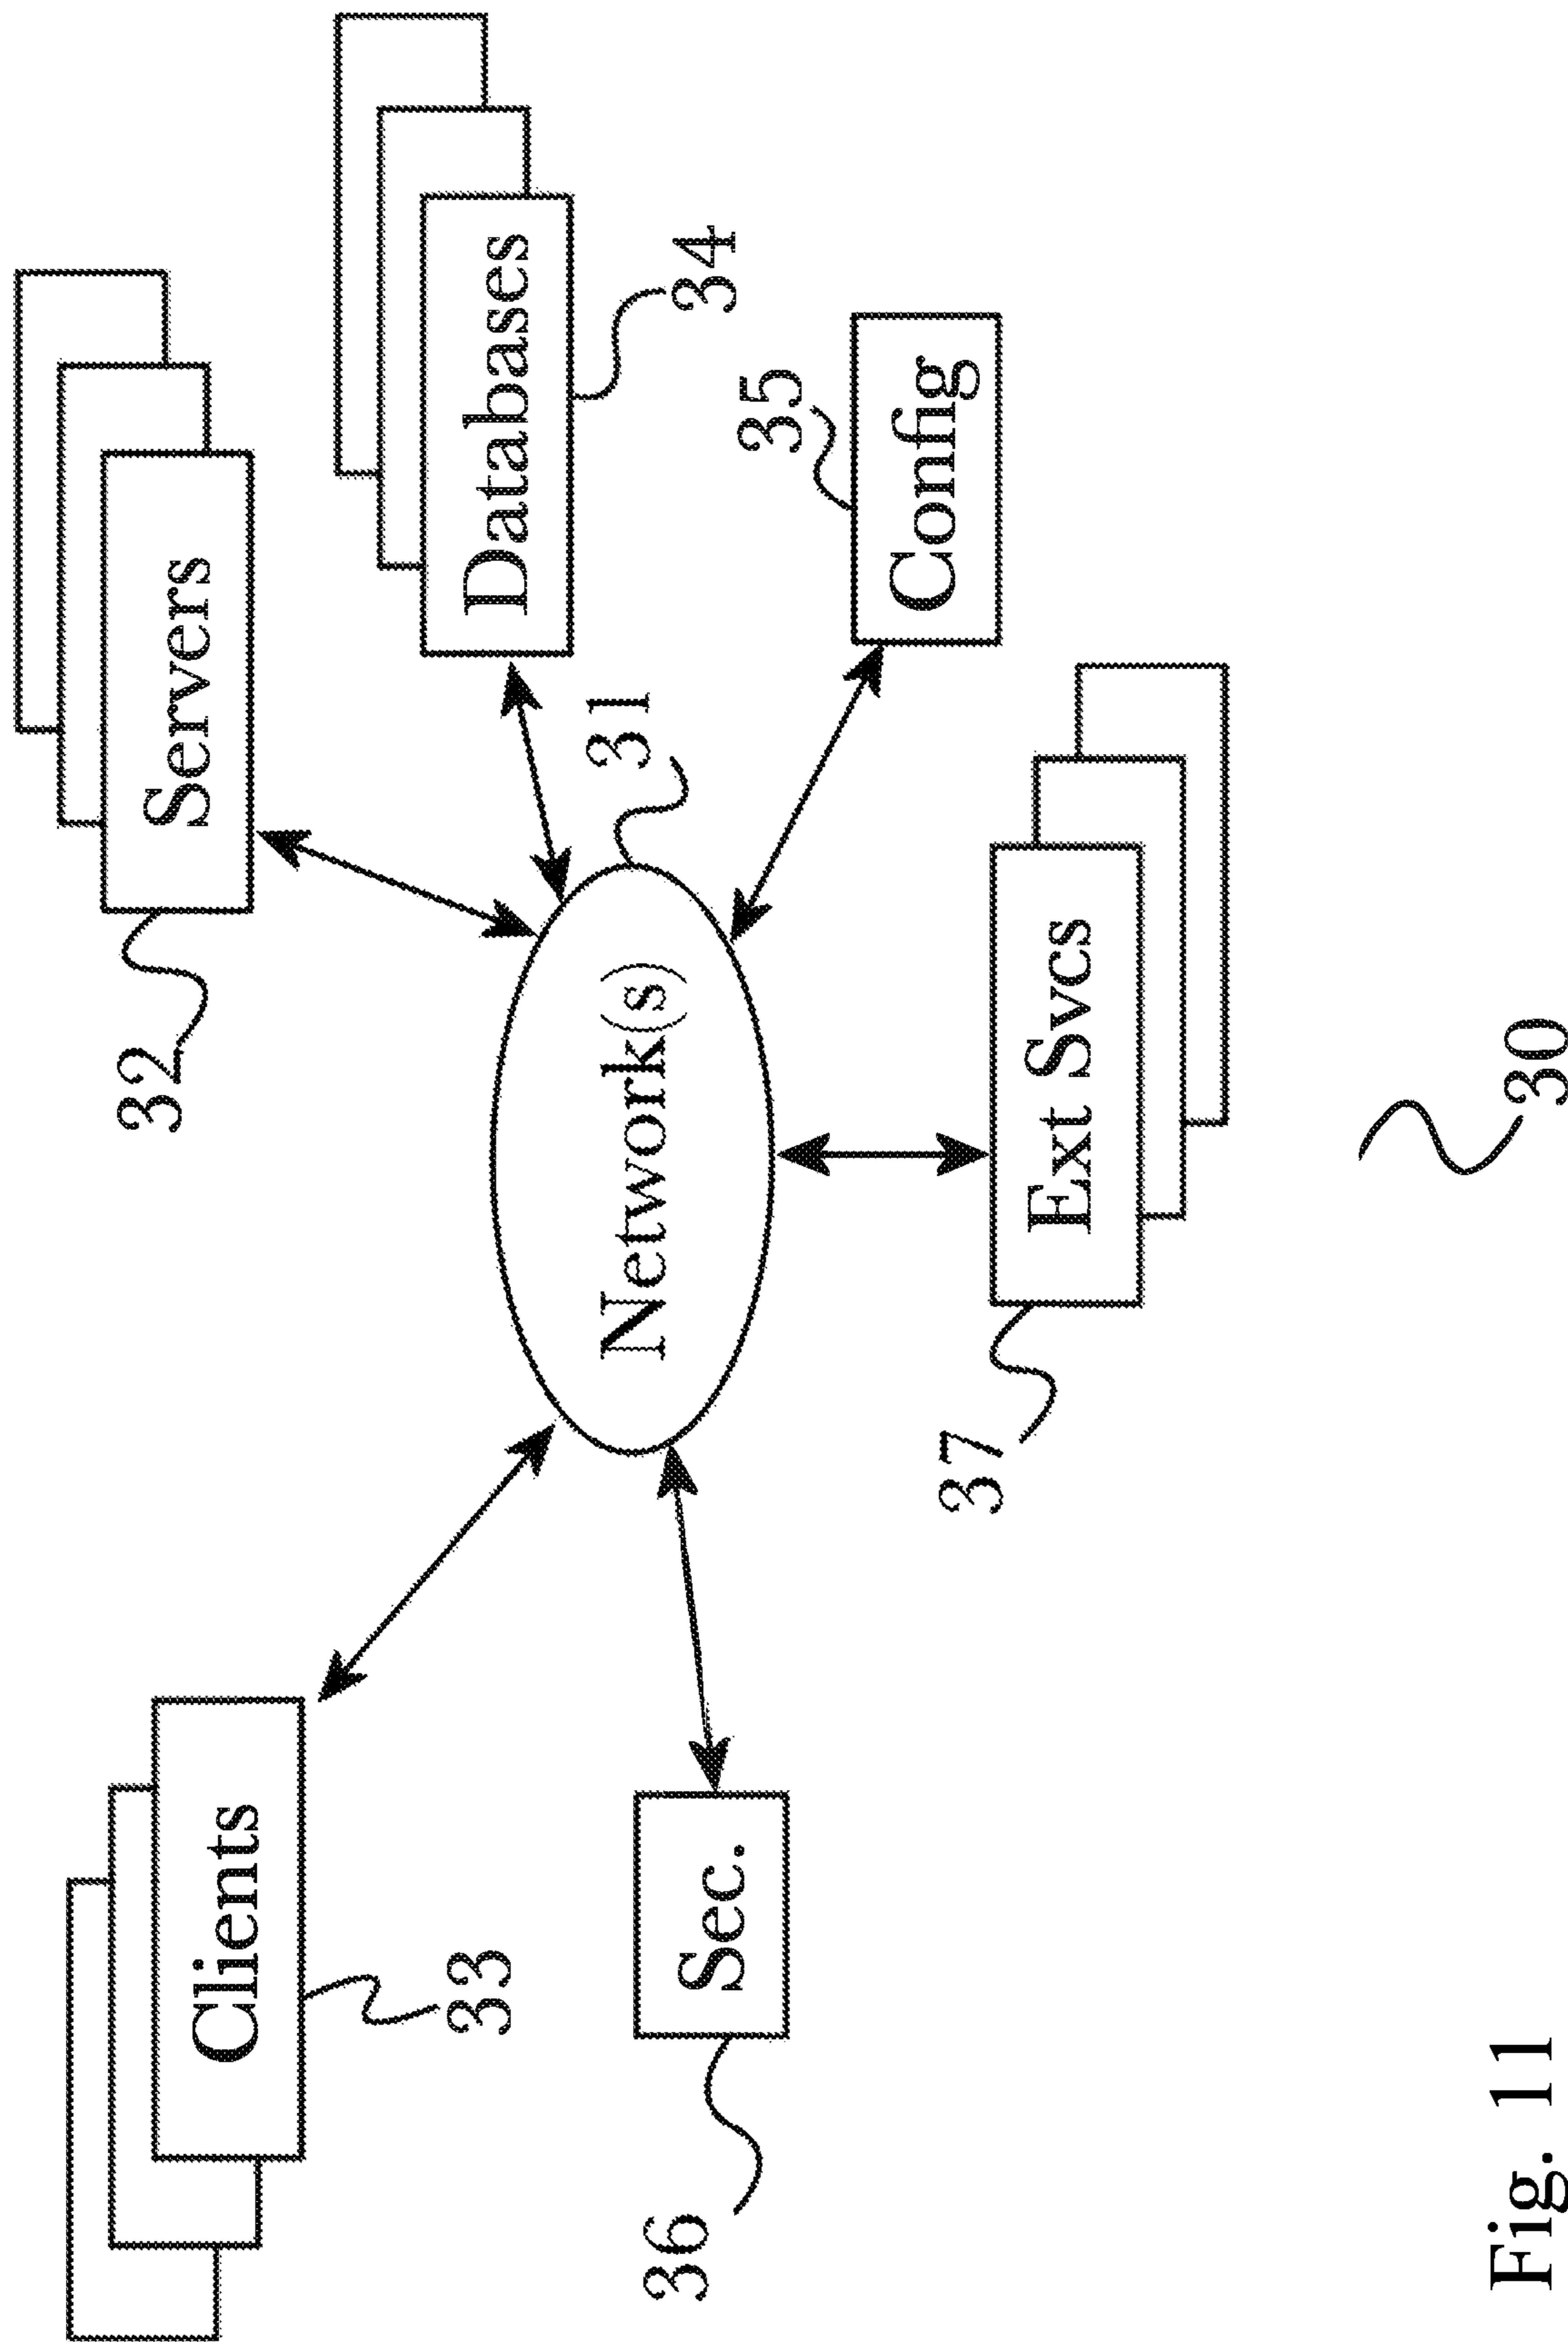 Clients
33
Servers
32
Databases
34
Network(s)
31
Sec.
36
Config
35
Ext Svcs
37
30
Fig. 11